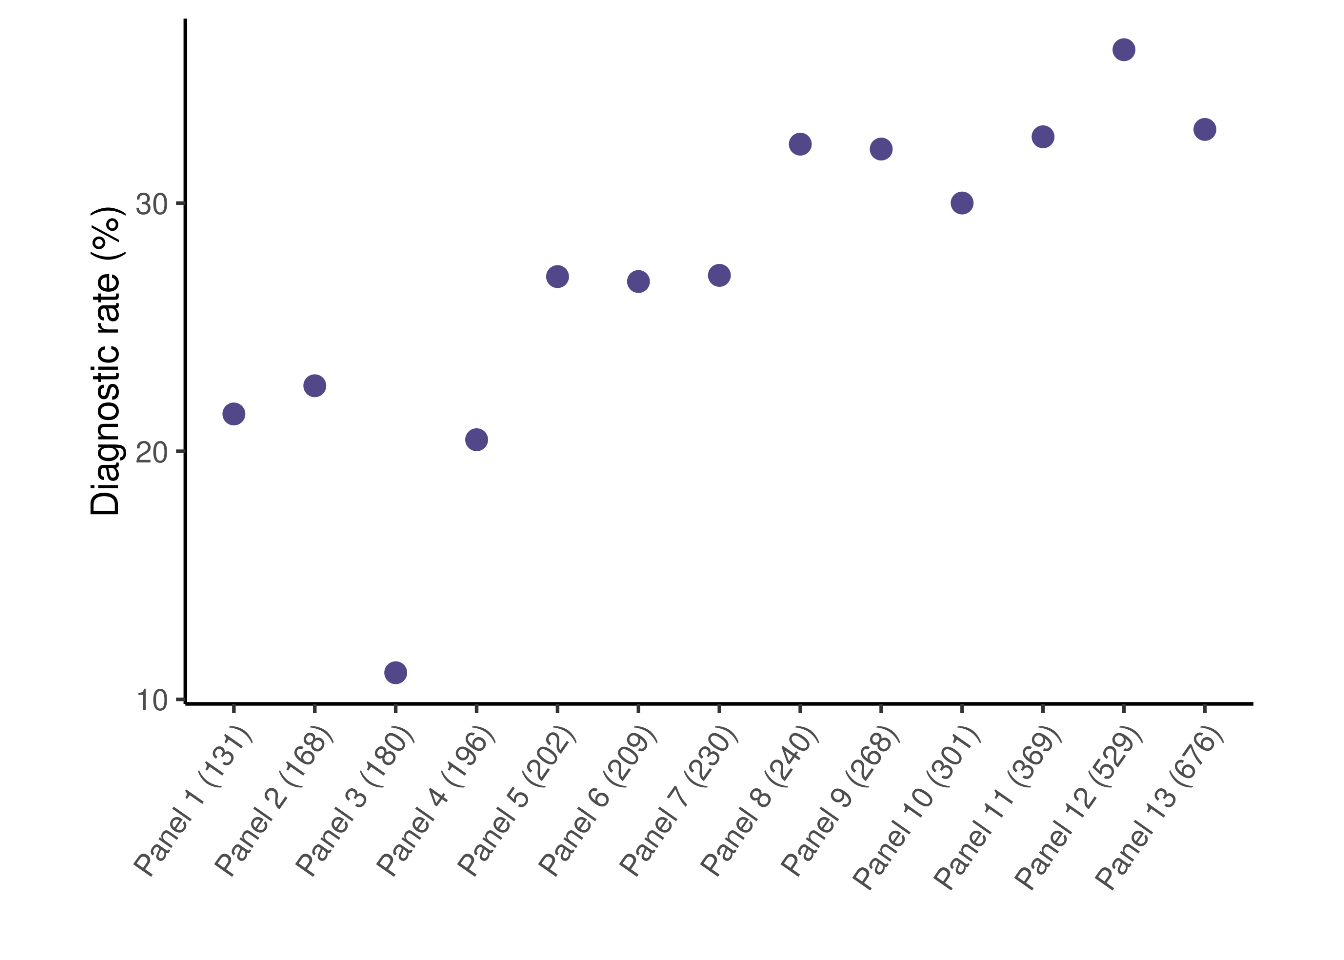 Diagnostic rate (%)
30
20
10
Panel 1 (131)
Panel 2 (168)
Panel 3 (180)
Panel 4 (196)
Panel 5 (202)
Panel 6 (209)
Panel 7 (230)
Panel 8 (240)
Panel 9 (268)
Panel 10 (301)
Panel 11 (369)
Panel 12 (529)
Panel 13 (676)